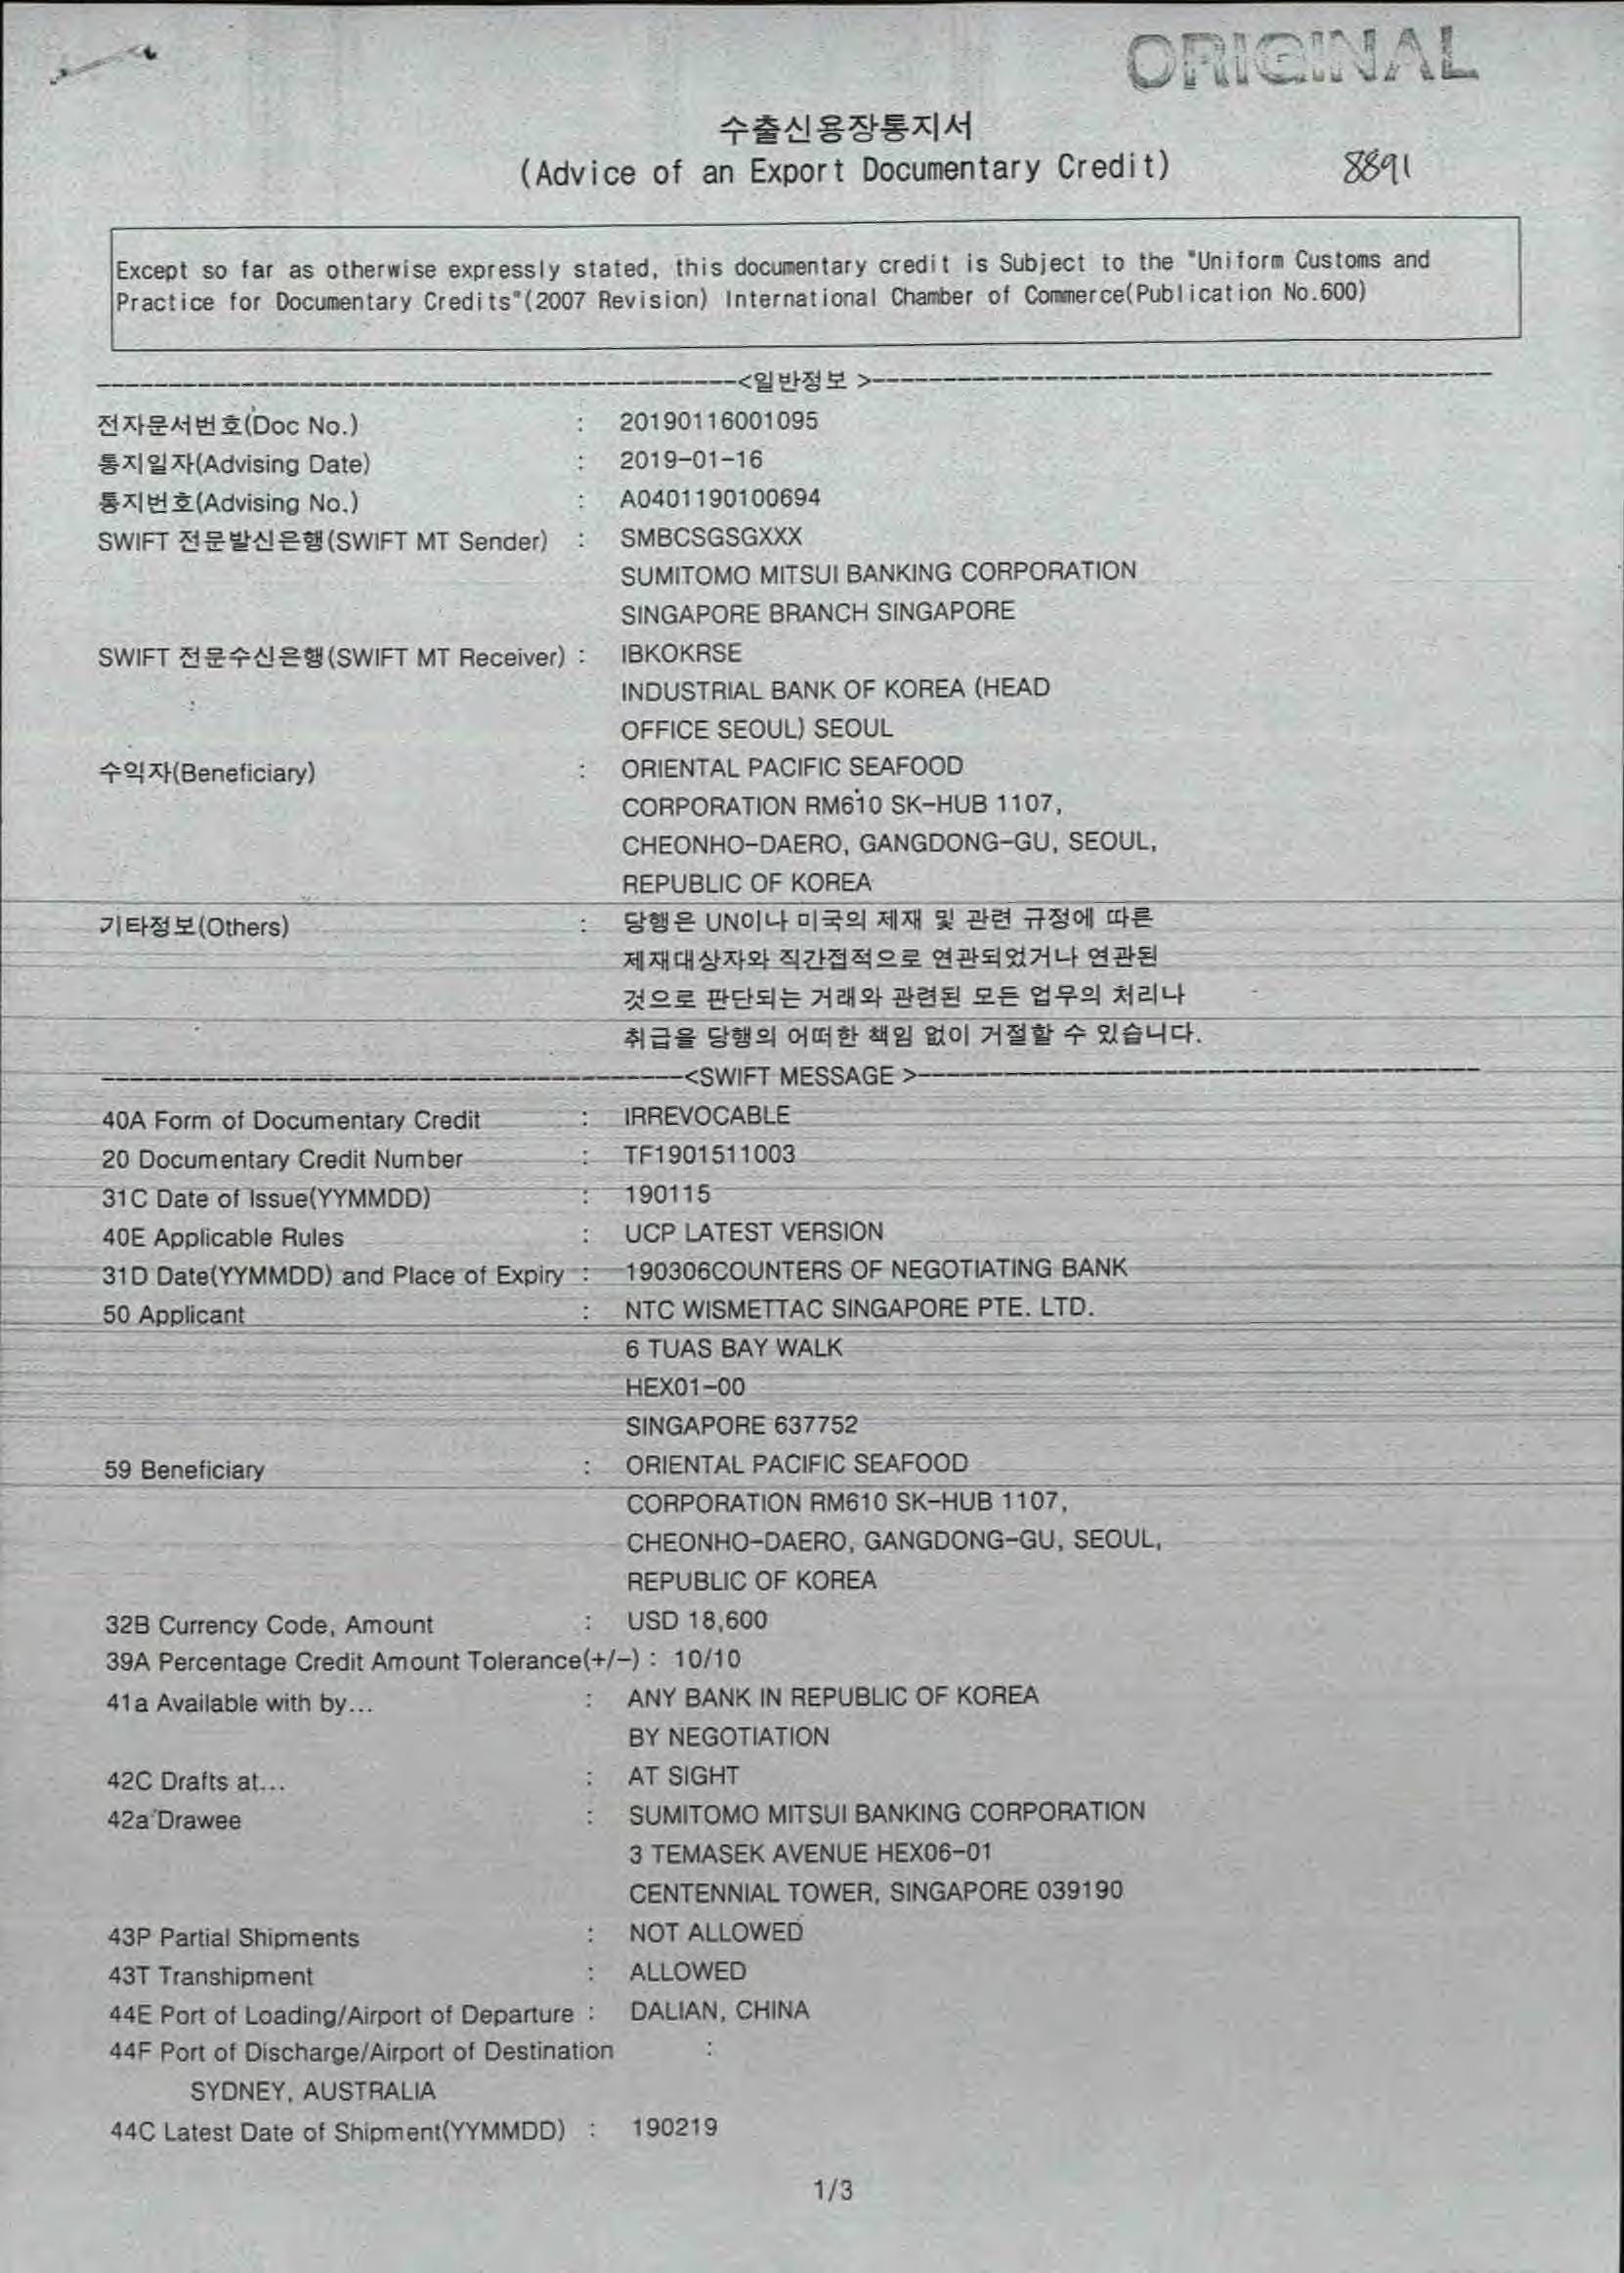 ORIGINAL
수출신용장통지서
(Advice of an Export Documentary Credit)
8891
Except so far as otherwise expressly stated, this documentary credit is Subject to the "Uniform Customs and
Practice for Documentary Credits"(2007 Revision) International Chamber of Commerce(Publication No.600)
---<일반정보 >---
전자문서번호(Doc No.) : 20190116001095
통지일자(Advising Date) : 2019-01-16
통지번호(Advising No.) : A0401190100694
SWIFT 전문발신은행(SWIFT MT Sender) : SMBCSGSGXXX
SUMITOMO MITSUI BANKING CORPORATION
SINGAPORE BRANCH SINGAPORE
SWIFT 전문수신은행(SWIFT MT Receiver) : IBKOKRSE
INDUSTRIAL BANK OF KOREA (HEAD
OFFICE SEOUL) SEOUL
수익자(Beneficiary) : ORIENTAL PACIFIC SEAFOOD
CORPORATION RM610 SK-HUB 1107,
CHEONHO-DAERO, GANGDONG-GU, SEOUL,
REPUBLIC OF KOREA
기타정보(Others) : 당행은 UN이나 미국의 제재 및 관련 규정에 따른
제재대상자와 직간접적으로 연관되었거나 연관된
것으로 판단되는 거래와 관련된 모든 업무의 처리나
취급을 당행의 어떠한 책임 없이 거절할 수 있습니다.
---<SWIFT MESSAGE >---
40A Form of Documentary Credit : IRREVOCABLE
20 Documentary Credit Number : TF1901511003
31C Date of Issue(YYMMDD) : 190115
40E Applicable Rules : UCP LATEST VERSION
31D Date(YYMMDD) and Place of Expiry : 190306COUNTERS OF NEGOTIATING BANK
50 Applicant : NTC WISMETTAC SINGAPORE PTE. LTD.
6 TUAS BAY WALK
HEX01-00
SINGAPORE 637752
59 Beneficiary : ORIENTAL PACIFIC SEAFOOD
CORPORATION RM610 SK-HUB 1107,
CHEONHO-DAERO, GANGDONG-GU, SEOUL,
REPUBLIC OF KOREA
32B Currency Code, Amount : USD 18,600
39A Percentage Credit Amount Tolerance(+/-) : 10/10
41a Available with by... : ANY BANK IN REPUBLIC OF KOREA
BY NEGOTIATION
42C Drafts at... : AT SIGHT
42a Drawee : SUMITOMO MITSUI BANKING CORPORATION
3 TEMASEK AVENUE HEX06-01
CENTENNIAL TOWER, SINGAPORE 039190
43P Partial Shipments : NOT ALLOWED
43T Transhipment : ALLOWED
44E Port of Loading/Airport of Departure : DALIAN, CHINA
44F Port of Discharge/Airport of Destination :
SYDNEY, AUSTRALIA
44C Latest Date of Shipment(YYMMDD) : 190219
1/3